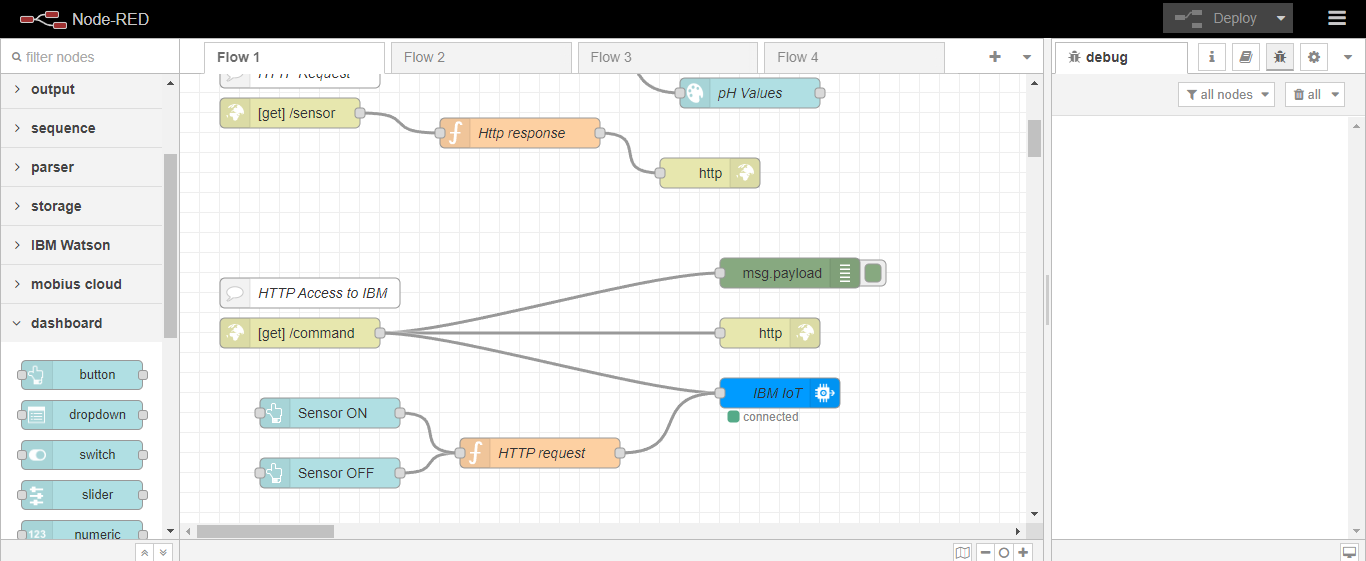 Node-RED
Deploy
filter nodes
Flow 1
Flow 2
Flow 3
Flow 4
debug
all nodes
all
output
sequence
parser
storage
IBM Watson
mobius cloud
dashboard
button
dropdown
switch
slider
123 numeric
HTTP Request
pH Values
[get] /sensor
Http response
http
HTTP Access to IBM
msg.payload
[get] /command
http
IBM IoT
connected
Sensor ON
HTTP request
Sensor OFF